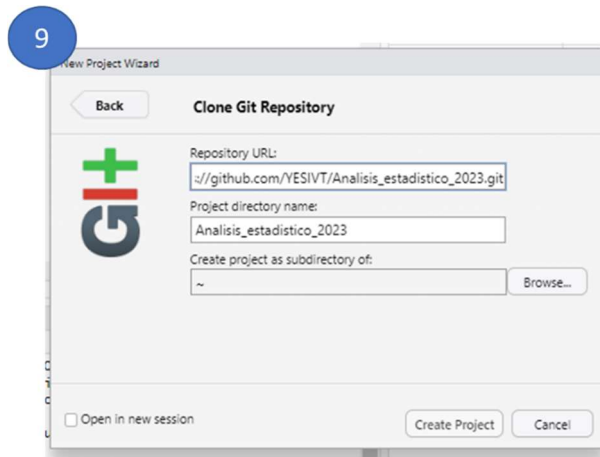 9
New Project Wizard
Back
Clone Git Repository
Repository URL:
://github.com/YESIVT/Analisis_estadistico_2023.git
Project directory name:
Analisis_estadistico_2023
Create project as subdirectory of:
~
Browse...
GIt
Open in new session
Create Project
Cancel